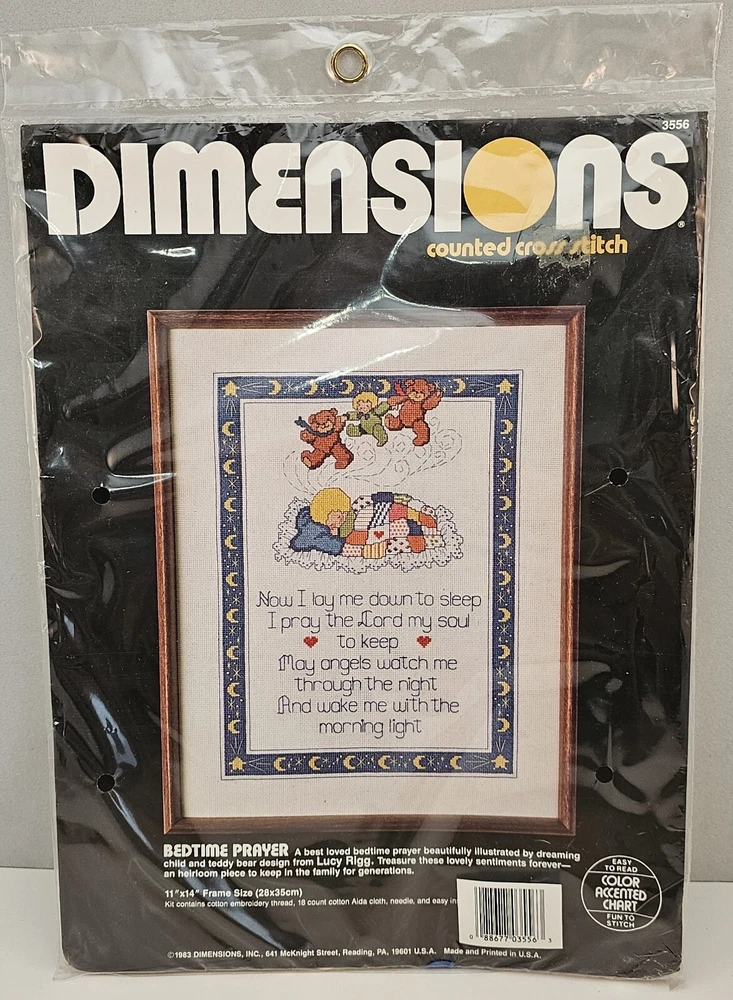 3556
DIMENSIONS®
counted cross stitch
Now I lay me down to sleep
I pray the Lord my soul
to keep
May angels watch me
through the night
And wake me with the
morning light
BEDTIME PRAYER A best loved bedtime prayer beautifully illustrated by dreaming
child and teddy bear design from Lucy Rigg. Treasure these lovely sentiments forever—
an heirloom piece to keep in the family for generations.
11"x14" Frame Size (28x35cm)
Kit contains cotton embroidery thread, 18 count cotton Aida cloth, needle, and easy
EASY
TO READ
COLOR
ACCENTED
CHART
FUN TO
STITCH
0 88677 03556 3
©1983 DIMENSIONS, INC., 641 McKnight Street, Reading, PA, 19601 U.S.A. Made and Printed in U.S.A.